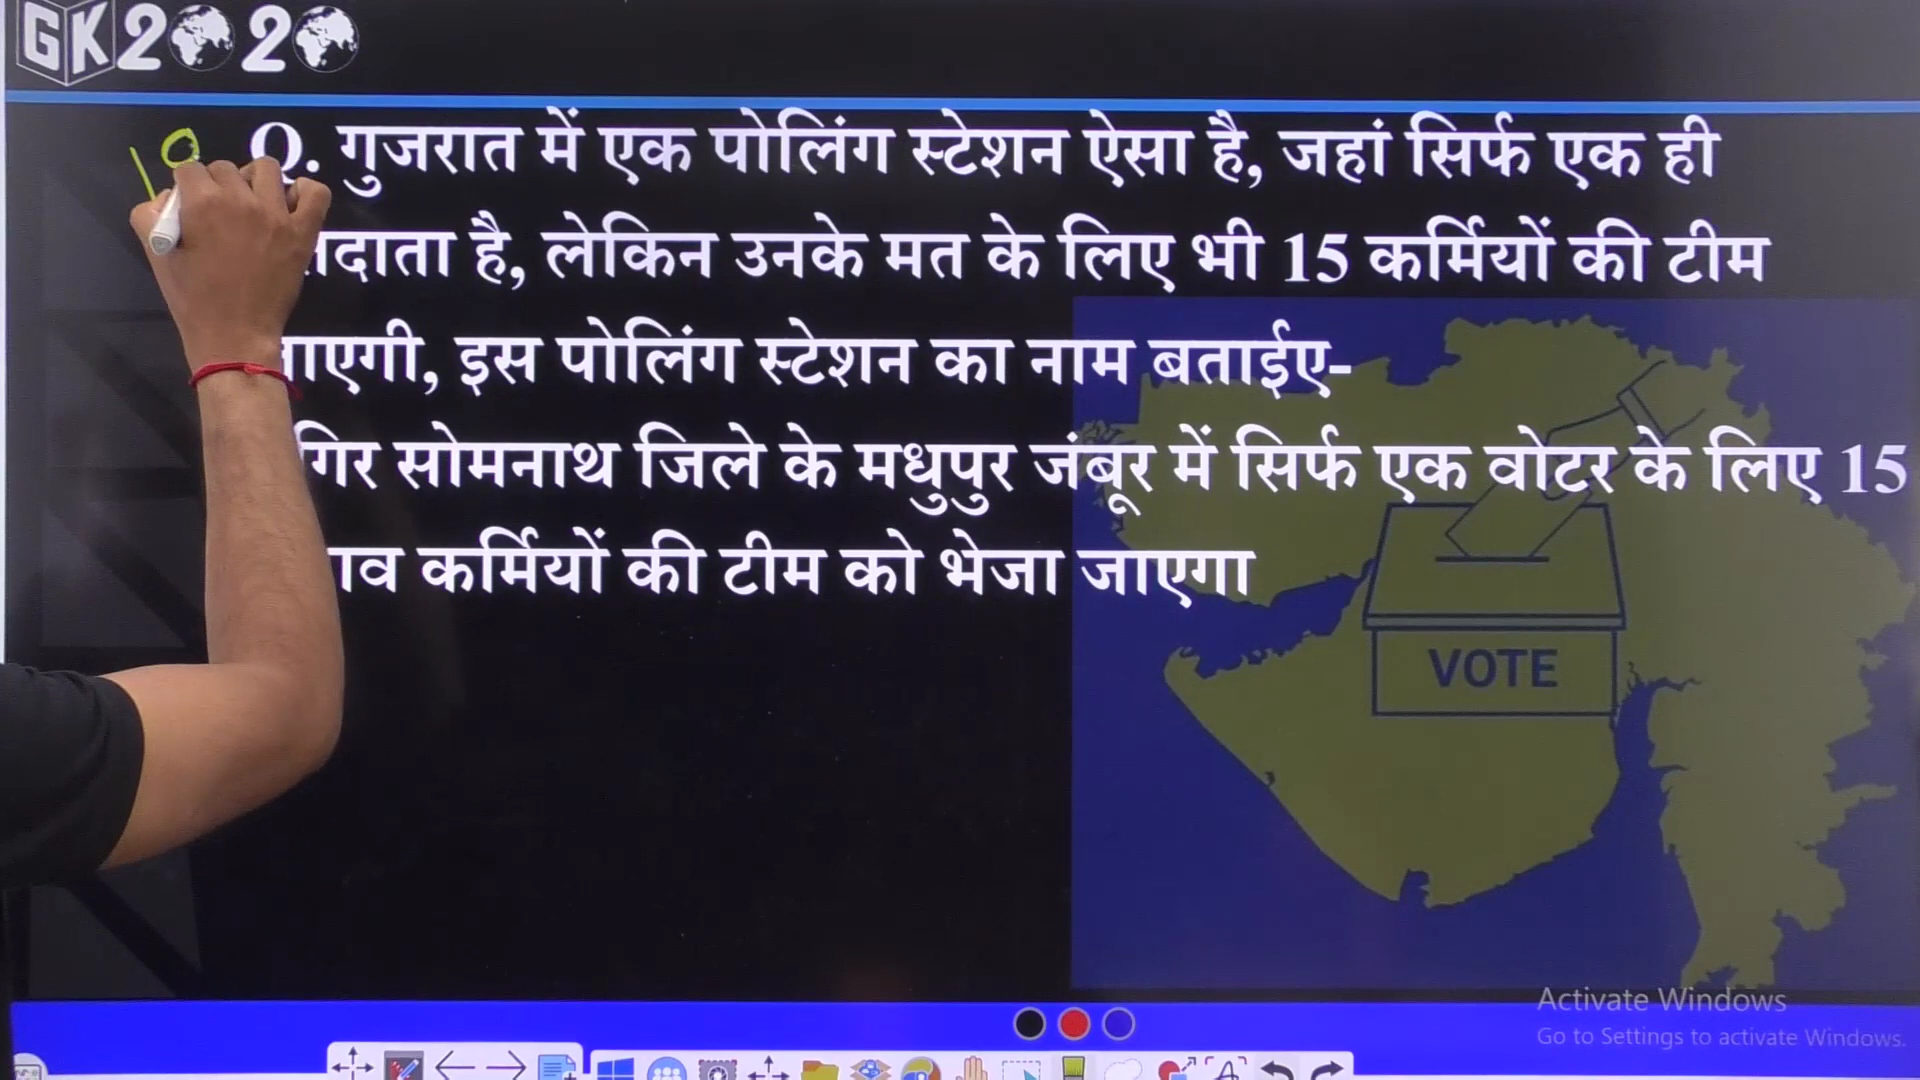 GK2020
Q. गुजरात में एक पोलिंग स्टेशन ऐसा है, जहां सिर्फ एक ही
है, लेकिन उनके मत के लिए भी 15 कर्मियों की टीम
इस पोलिंग स्टेशन का नाम बताईए-
गिर सोमनाथ जिले के मधुपुर जंबूर में सिर्फ एक वोटर के लिए 15
कर्मियों की टीम को भेजा जाएगा
VOTE
Activate Windows
Go to Settings to activate Windows.